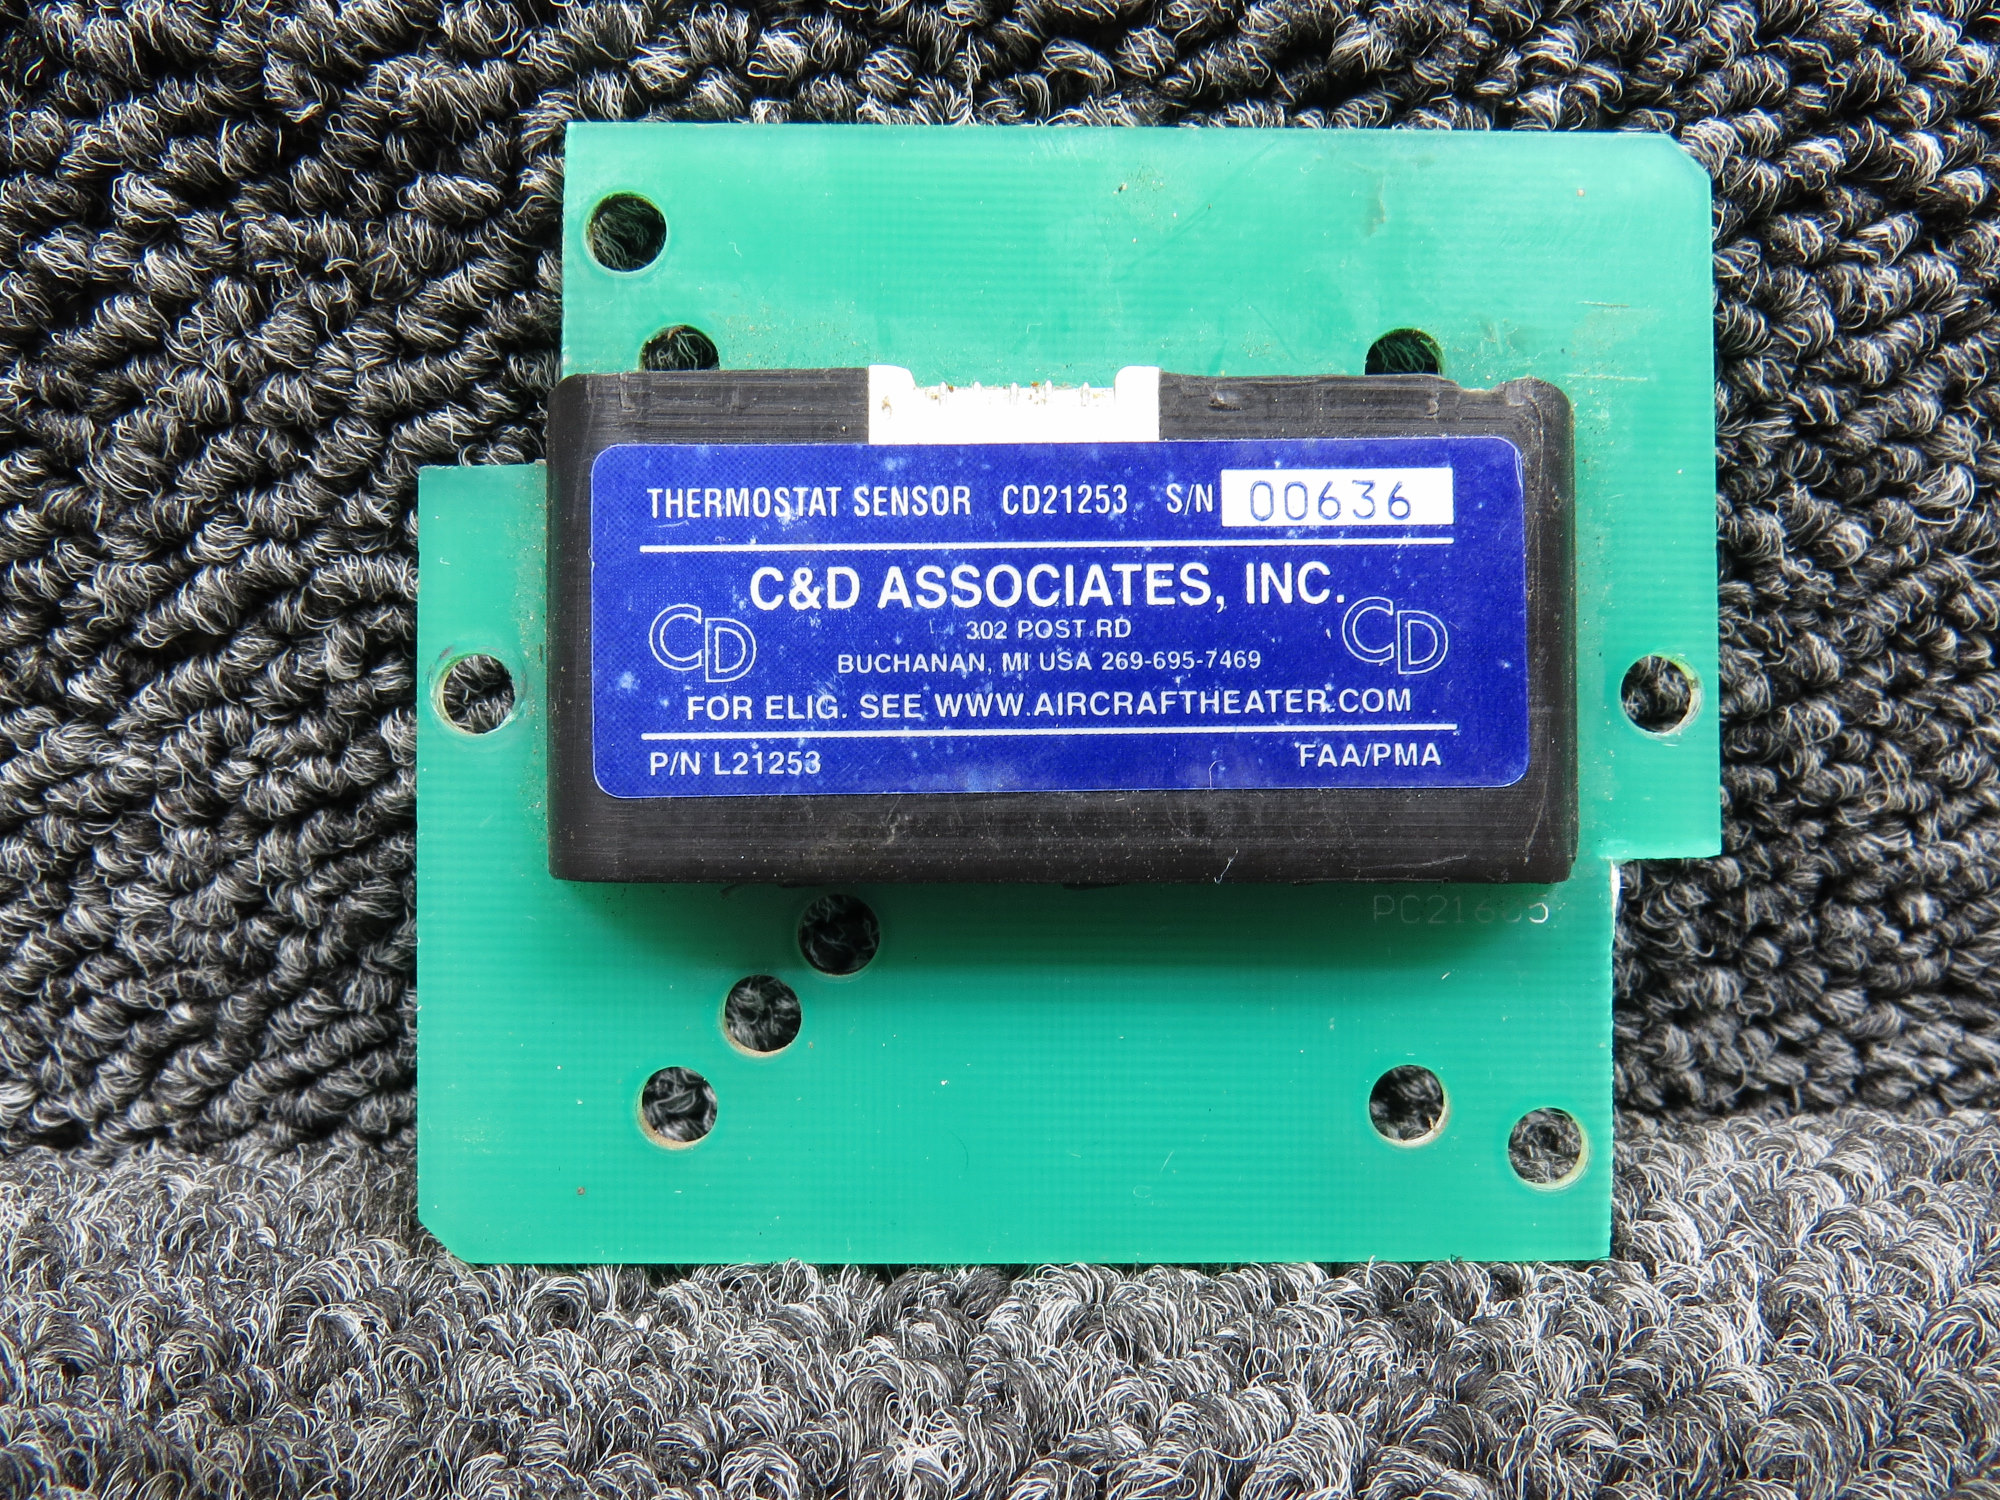 THERMOSTAT SENSOR CD21253 S/N 00636
C&D ASSOCIATES, INC.
CD
302 POST RD
CD
BUCHANAN, MI USA 269-695-7469
FOR ELIG. SEE WWW.AIRCRAFTHEATER.COM
P/N L21253 FAA/PMA